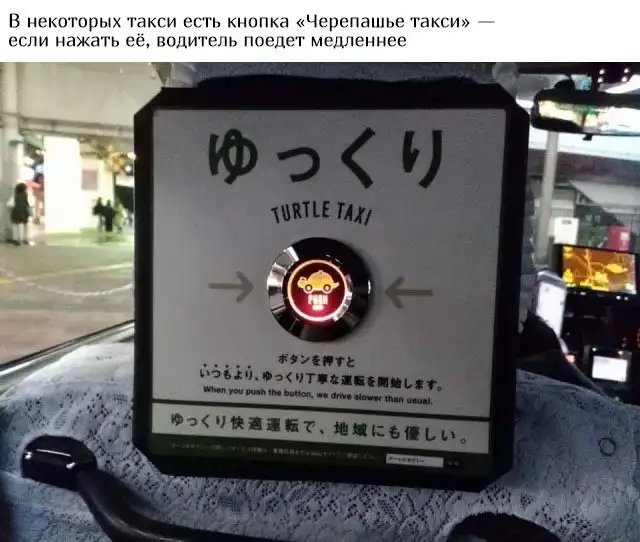 В некоторых такси есть кнопка «Черепашье такси» —
если нажать её, водитель поедет медленнее
ゆっくり
TURTLE TAXI
PUSH
ボタンを押すと
いつもより、ゆっくり丁寧な運転を開始します。
When you push the button, we drive slower than usual.
ゆっくり快適運転で、地域にも優しい。